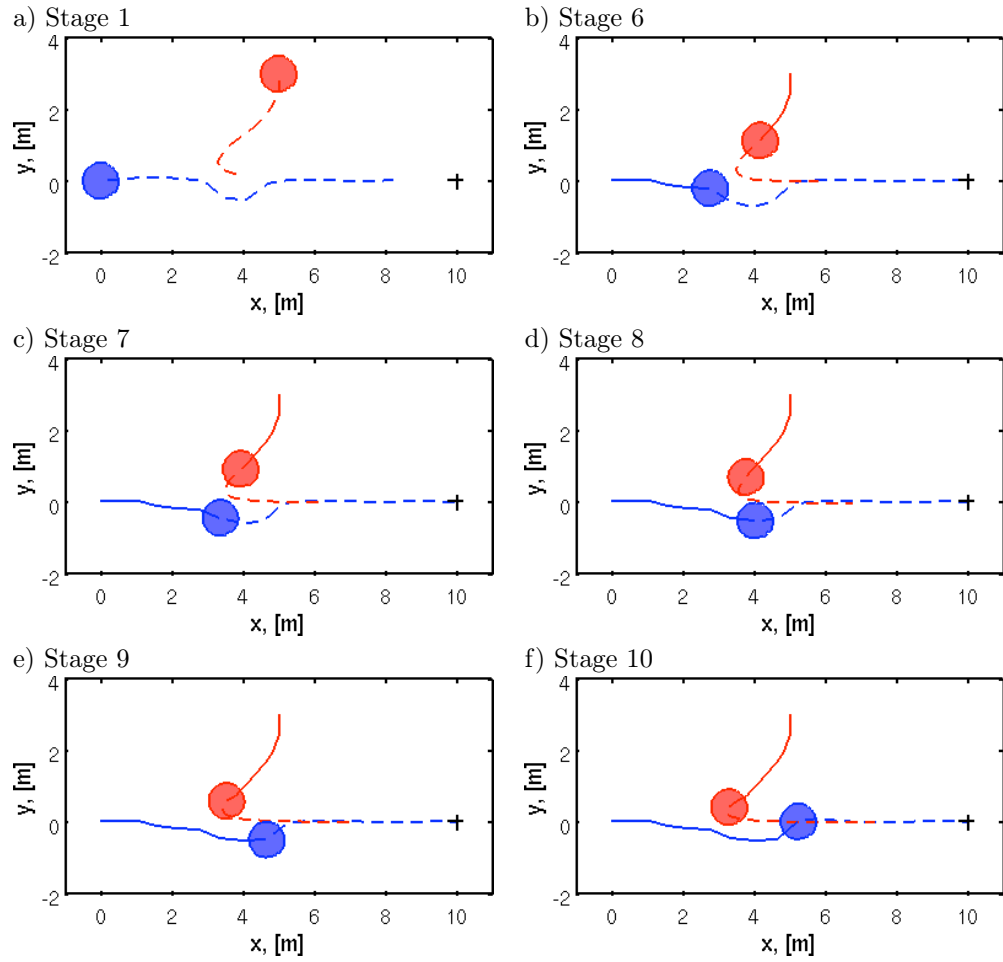 a) Stage 1
4
2
0
-2
y, [m]
0 2 4 6 8 10
x, [m]
b) Stage 6
4
2
0
-2
y, [m]
0 2 4 6 8 10
x, [m]
c) Stage 7
4
2
0
-2
y, [m]
0 2 4 6 8 10
x, [m]
d) Stage 8
4
2
0
-2
y, [m]
0 2 4 6 8 10
x, [m]
e) Stage 9
4
2
0
-2
y, [m]
0 2 4 6 8 10
x, [m]
f) Stage 10
4
2
0
-2
y, [m]
0 2 4 6 8 10
x, [m]